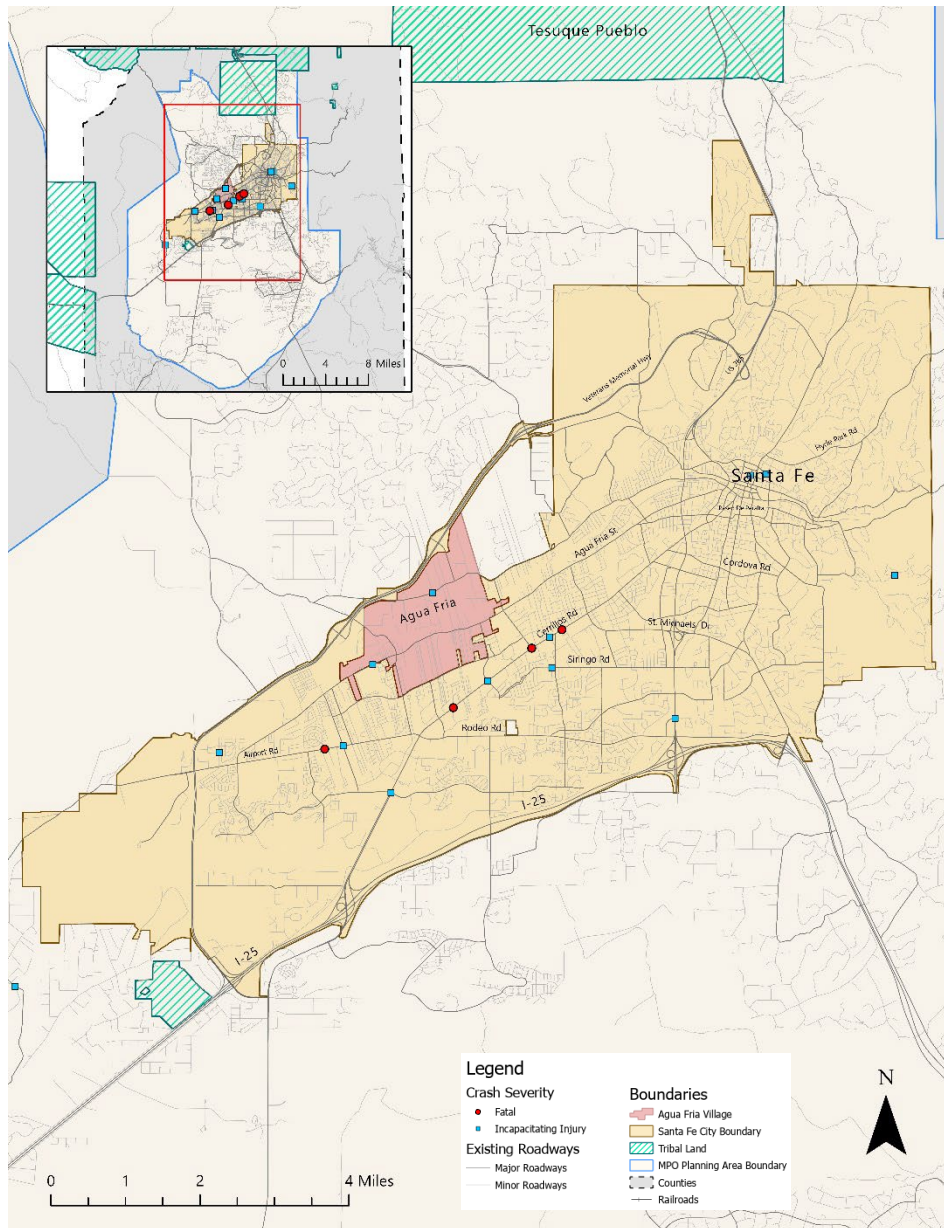 Tesuque Pueblo
0 4 8 Miles
Veterans Memorial Hwy
US 285
Hyde Park Rd
Santa Fe
Paseo De Peralta
Agua Fria St
Cordova Rd
Agua Fria
Cerrillos Rd
St. Michaels Dr
Siringo Rd
Rodeo Rd
Airport Rd
I-25
I-25
Legend
Crash Severity
Fatal
Incapacitating Injury
Existing Roadways
Major Roadways
Minor Roadways
Boundaries
Agua Fria Village
Santa Fe City Boundary
Tribal Land
MPO Planning Area Boundary
Counties
Railroads
N
0 2 4 Miles